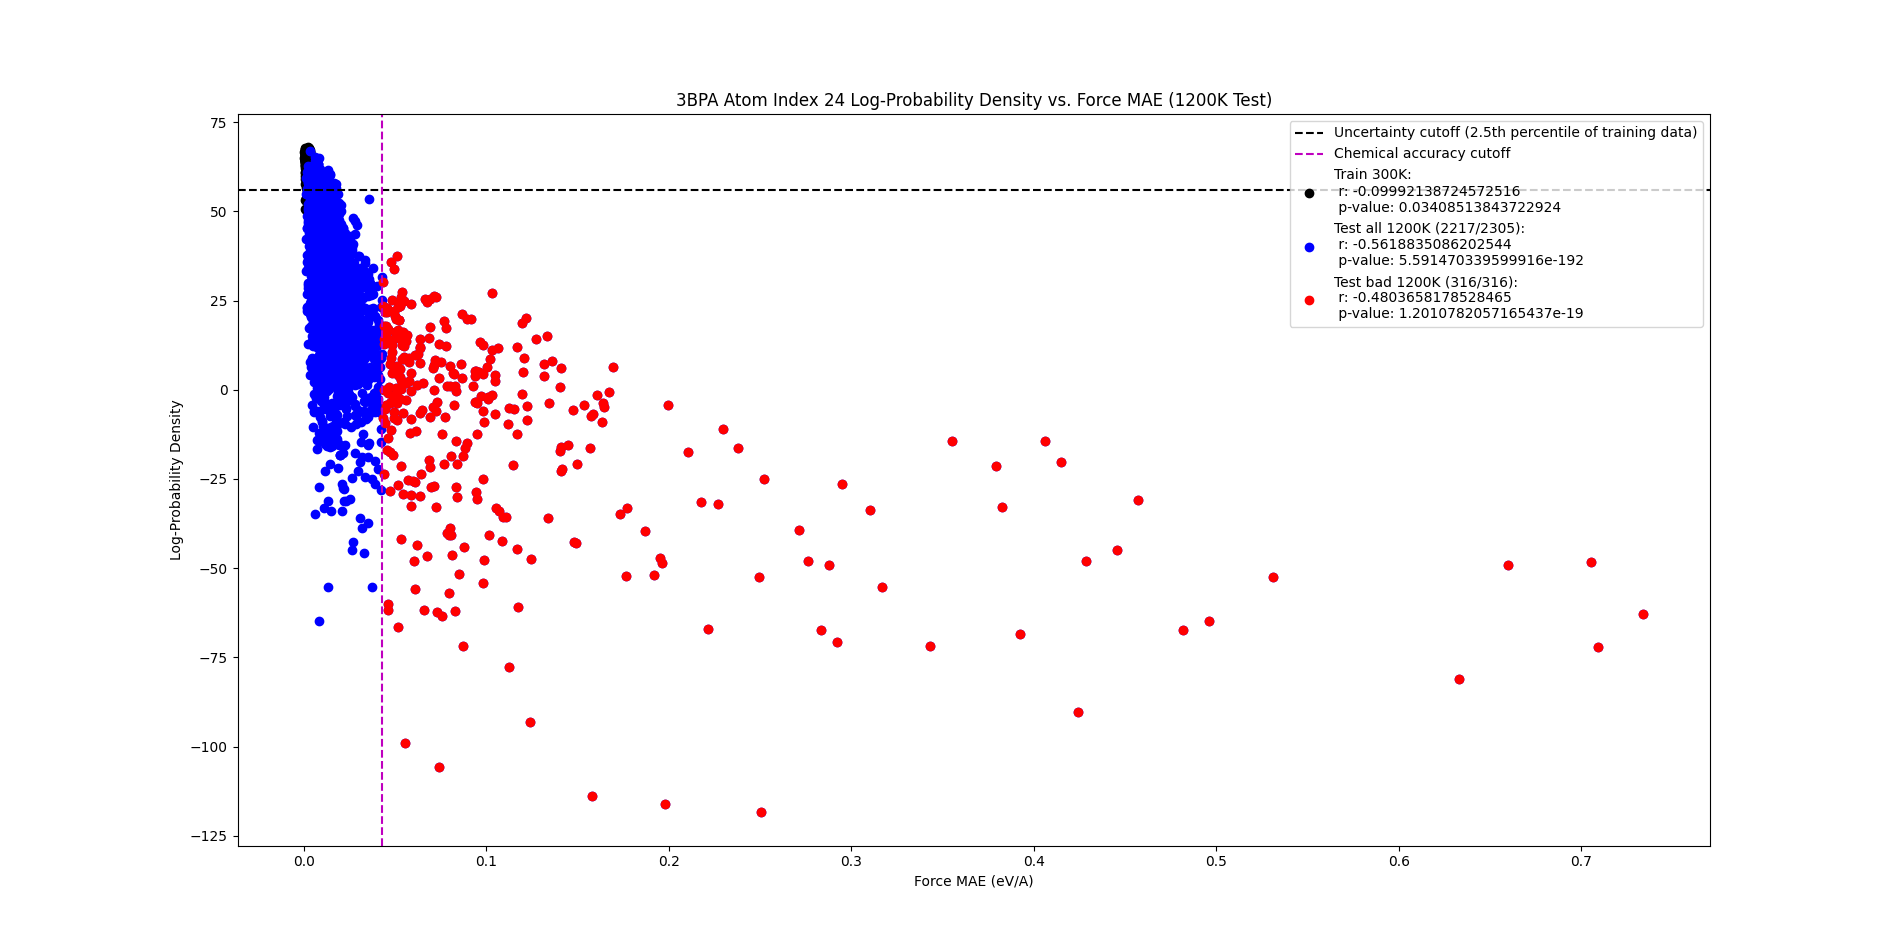 3BPA Atom Index 24 Log-Probability Density vs. Force MAE (1200K Test)
Uncertainty cutoff (2.5th percentile of training data)
Chemical accuracy cutoff
Train 300K:
r: -0.09992138724572516
p-value: 0.03408513843722924
Test all 1200K (2217/2305):
r: -0.5618835086202544
p-value: 5.591470339599916e-192
Test bad 1200K (316/316):
r: -0.4803658178528465
p-value: 1.2010782057165437e-19
75
50
25
0
−25
−50
−75
−100
−125
Log-Probability Density
0.0 0.1 0.2 0.3 0.4 0.5 0.6 0.7
Force MAE (eV/A)